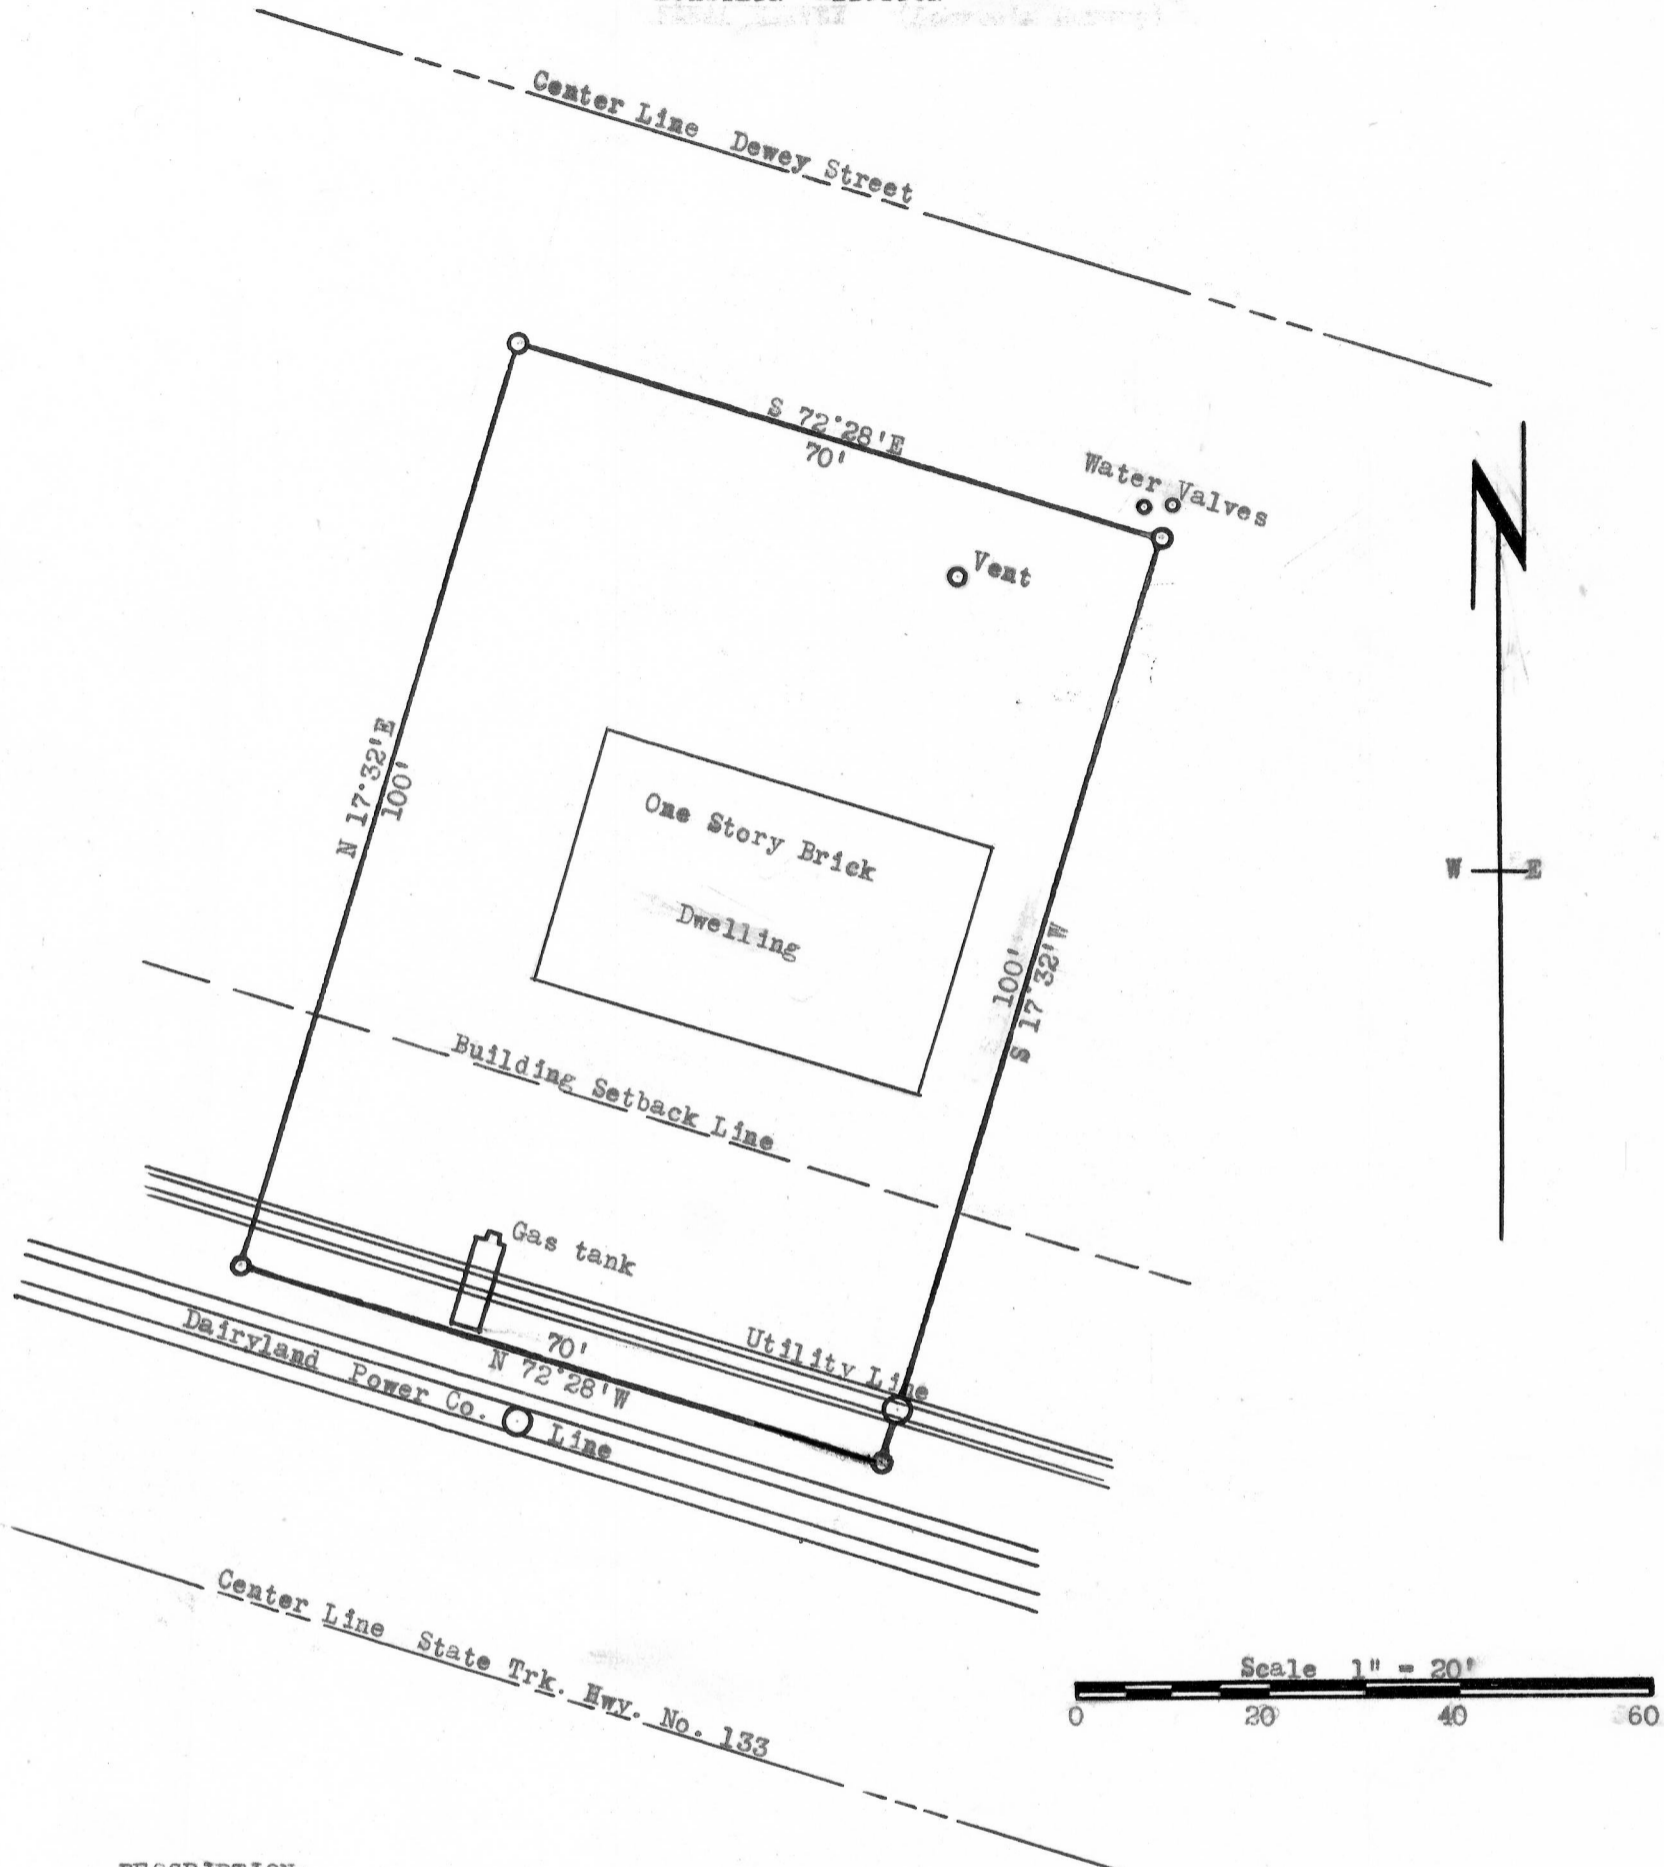 Center Line Dewey Street
S 72°28'E
70'
Water Valves
Vent
N 17°32'E
100'
One Story Brick
Dwelling
W E
100'
S 17°32'W
Building Setback Line
Gas tank
Utility Line
70'
N 72°28'W
Dairyland Power Co. Line
Center Line State Trk. Hwy. No. 133
Scale 1" = 20'
0 20 40 60
DESCRIPTION